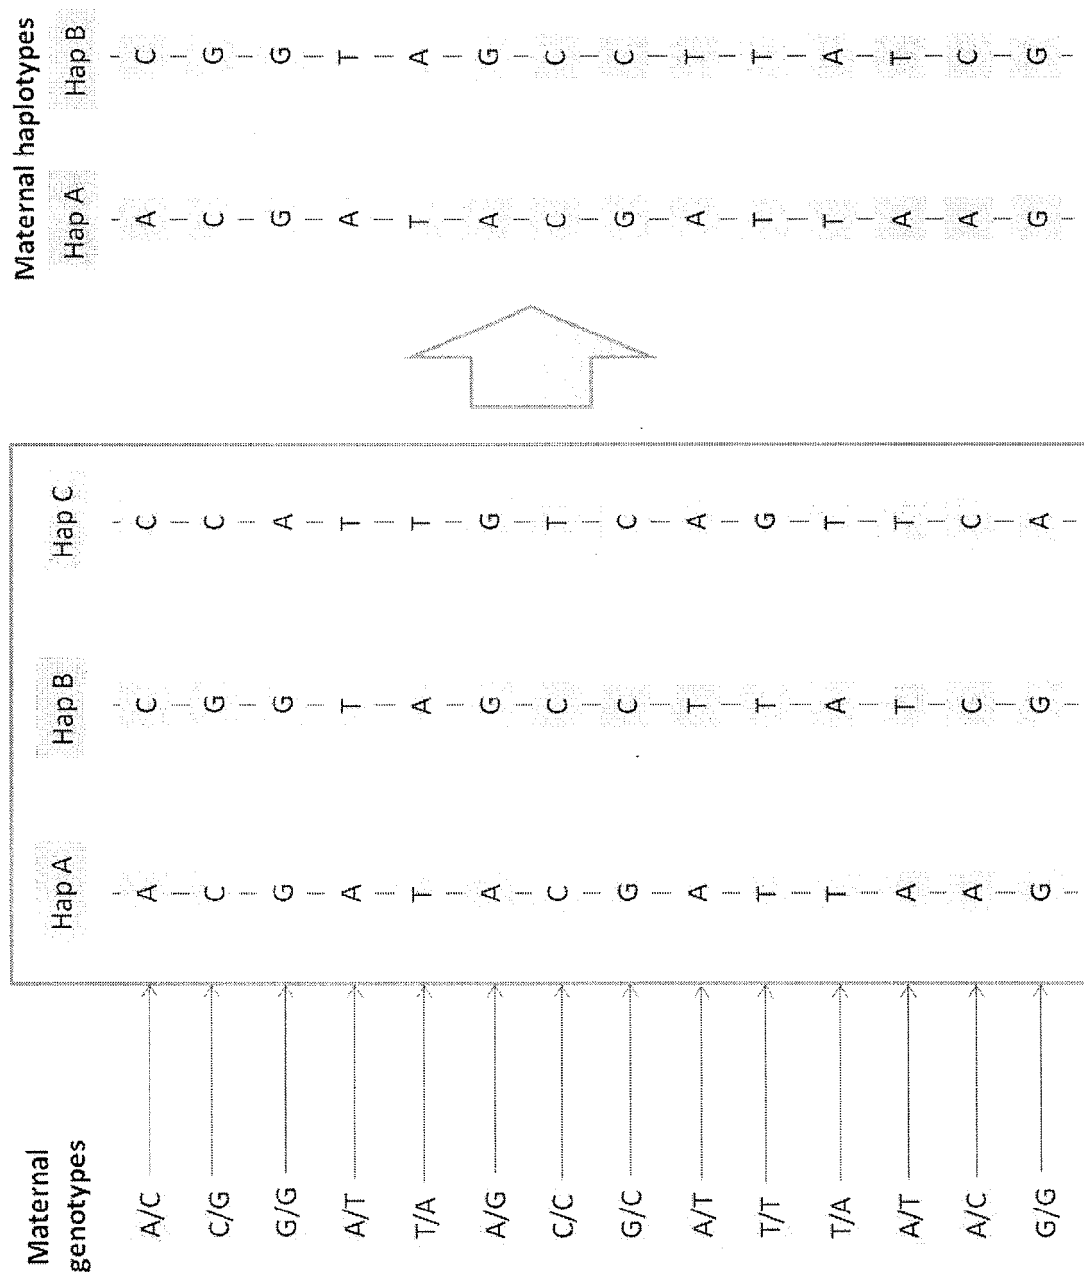 Maternal haplotypes
Maternal
genotypes
Hap A Hap B Hap C Hap A Hap B
A/C A C C A C
C/G C G C C G
G/G G G A G G
A/T A T T A T
T/A T A T T A
A/G A G G A G
C/C C C T C C
G/C G C C G C
A/T A T A A T
T/T T T G T T
T/A T A T T A
A/T A T T A T
A/C A C C A C
G/G G G A G G